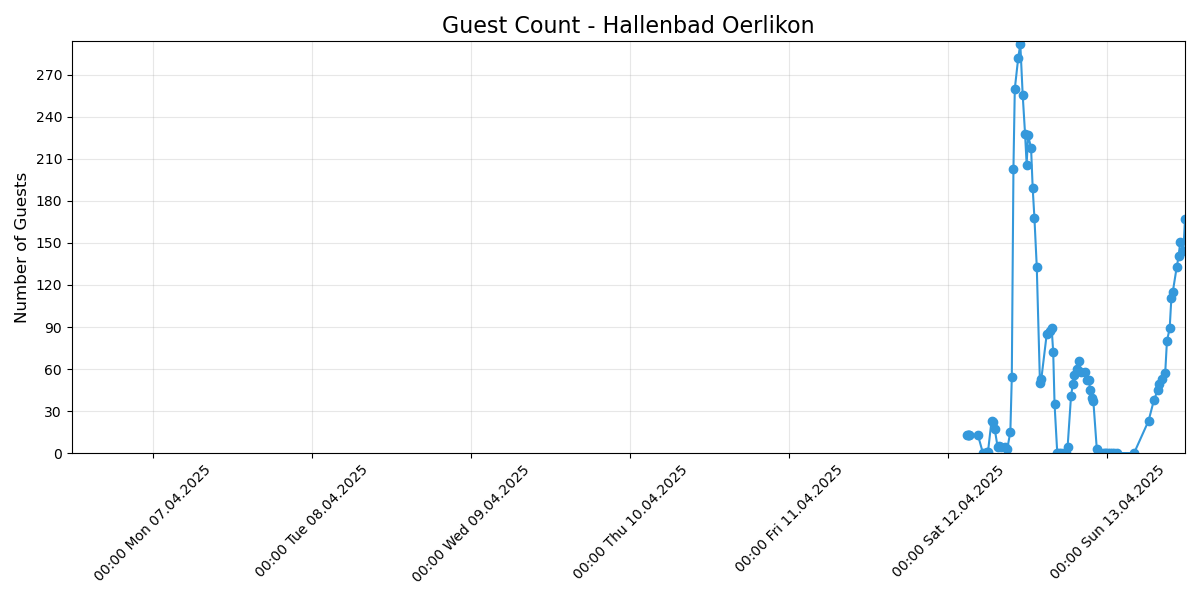 Guest Count - Hallenbad Oerlikon
Number of Guests
270
240
210
180
150
120
90
60
30
0
00:00 Mon 07.04.2025
00:00 Tue 08.04.2025
00:00 Wed 09.04.2025
00:00 Thu 10.04.2025
00:00 Fri 11.04.2025
00:00 Sat 12.04.2025
00:00 Sun 13.04.2025